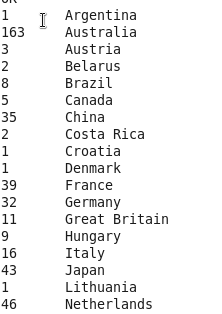 1 Argentina
163 Australia
3 Austria
2 Belarus
8 Brazil
5 Canada
35 China
2 Costa Rica
1 Croatia
1 Denmark
39 France
32 Germany
11 Great Britain
9 Hungary
16 Italy
43 Japan
1 Lithuania
46 Netherlands